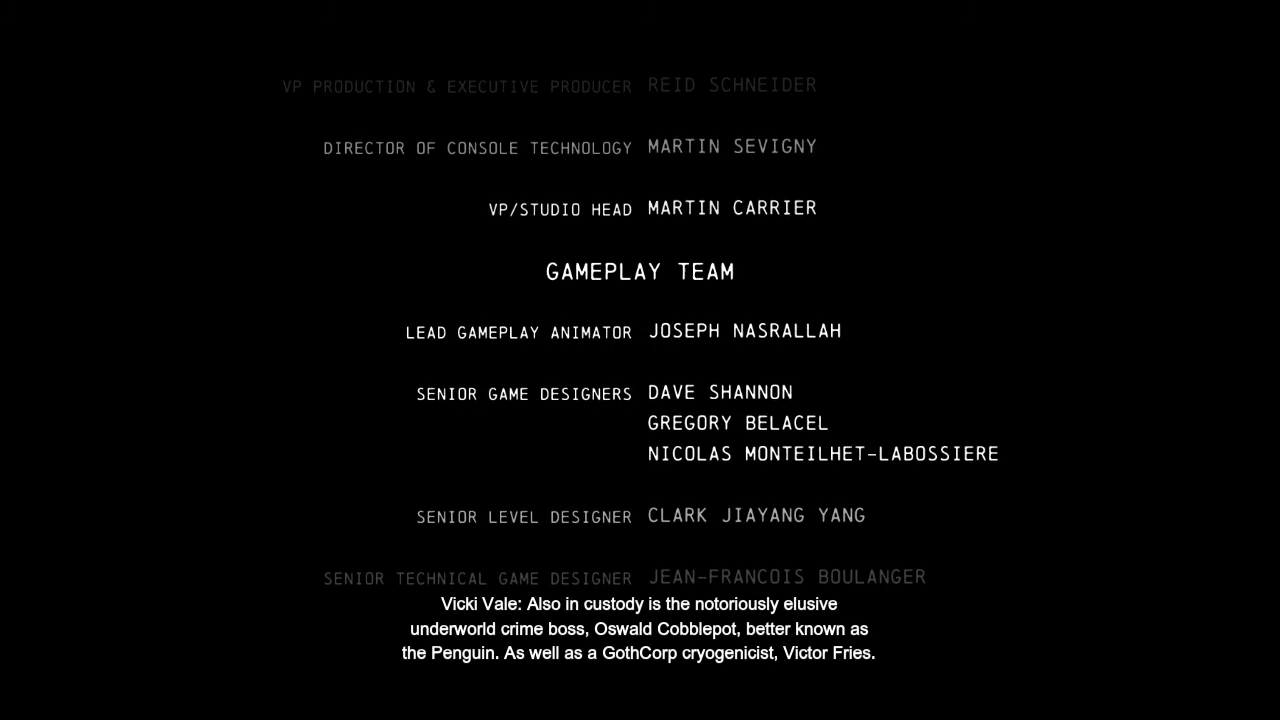 VP PRODUCTION & EXECUTIVE PRODUCER REID SCHNEIDER
DIRECTOR OF CONSOLE TECHNOLOGY MARTIN SEVIGNY
VP/STUDIO HEAD MARTIN CARRIER
GAMEPLAY TEAM
LEAD GAMEPLAY ANIMATOR JOSEPH NASRALLAH
SENIOR GAME DESIGNERS DAVE SHANNON
GREGORY BELACEL
NICOLAS MONTEILHET-LABOSSIERE
SENIOR LEVEL DESIGNER CLARK JIAYANG YANG
SENIOR TECHNICAL GAME DESIGNER JEAN-FRANCOIS BOULANGER
Vicki Vale: Also in custody is the notoriously elusive
underworld crime boss, Oswald Cobblepot, better known as
the Penguin. As well as a GothCorp cryogenicist, Victor Fries.